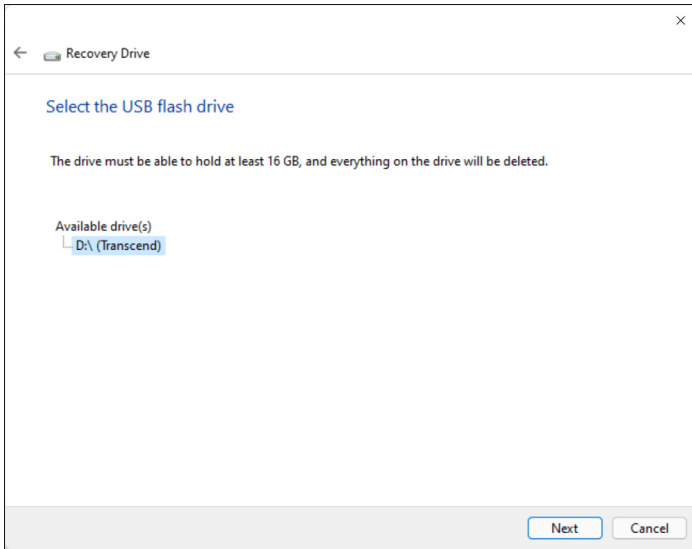 Recovery Drive
Select the USB flash drive
The drive must be able to hold at least 16 GB, and everything on the drive will be deleted.
Available drive(s)
D:\ (Transcend)
Next Cancel